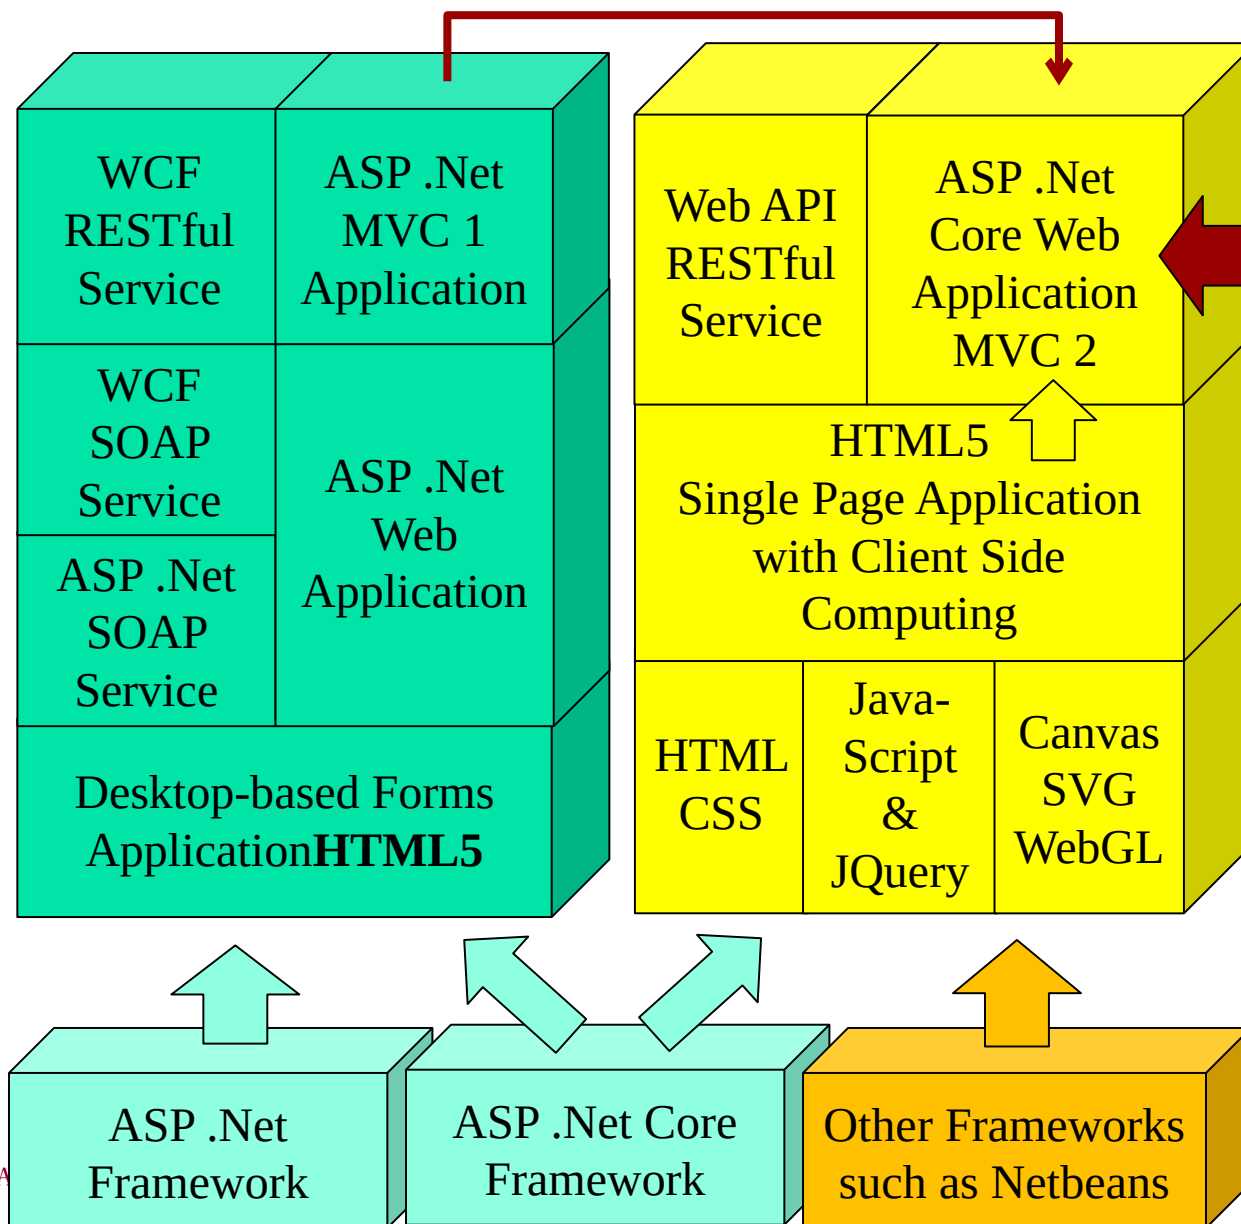 WCF
RESTful
Service
ASP .Net
MVC 1
Application
WCF
SOAP
Service
ASP .Net
SOAP
Service
ASP .Net
Web
Application
Desktop-based Forms
ApplicationHTML5
Web API
RESTful
Service
ASP .Net
Core Web
Application
MVC 2
HTML5
Single Page Application
with Client Side
Computing
HTML
CSS
Java-
Script
&
JQuery
Canvas
SVG
WebGL
ASP .Net
Framework
ASP .Net Core
Framework
Other Frameworks
such as Netbeans
A